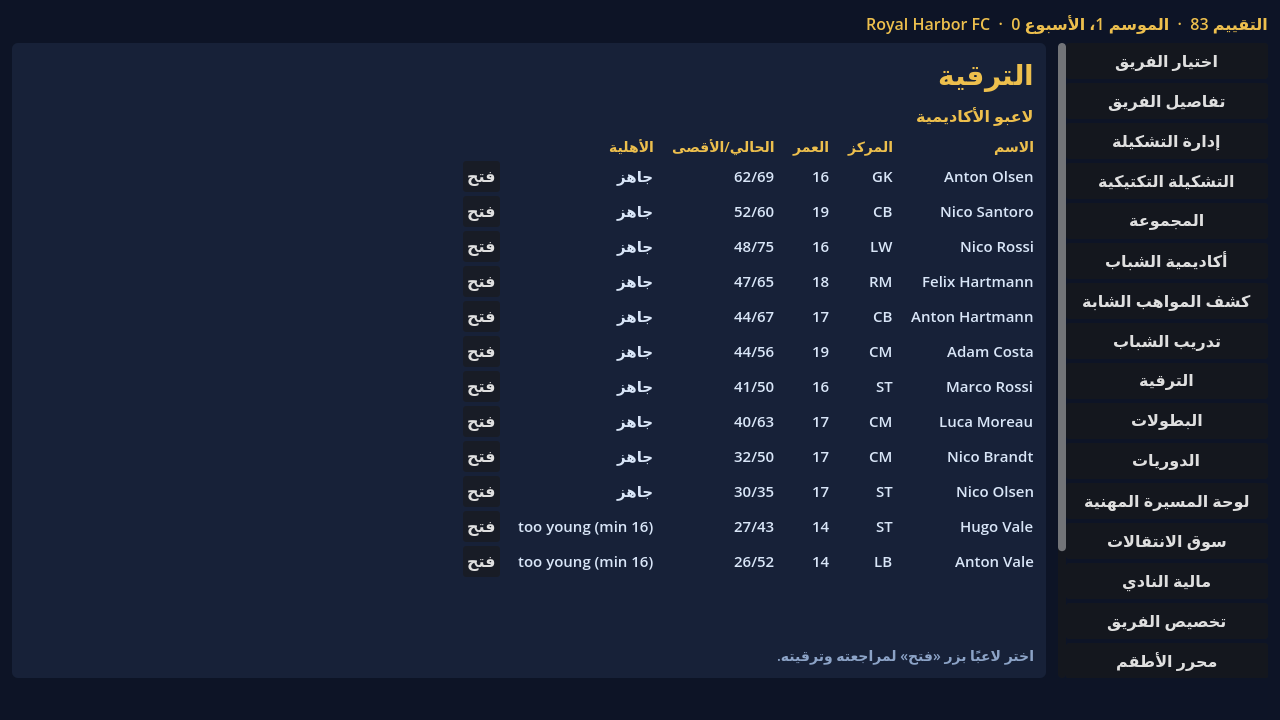 التقييم 83 · الموسم 1، الأسبوع 0 · Royal Harbor FC
اختيار الفريق
تفاصيل الفريق
إدارة التشكيلة
التشكيلة التكتيكية
المجموعة
أكاديمية الشباب
كشف المواهب الشابة
تدريب الشباب
الترقية
البطولات
الدوريات
لوحة المسيرة المهنية
سوق الانتقالات
مالية النادي
تخصيص الفريق
محرر الأطقم
الترقية
لاعبو الأكاديمية
الاسم المركز العمر الحالي/الأقصى الأهلية
Anton Olsen GK 16 62/69 جاهز فتح
Nico Santoro CB 19 52/60 جاهز فتح
Nico Rossi LW 16 48/75 جاهز فتح
Felix Hartmann RM 18 47/65 جاهز فتح
Anton Hartmann CB 17 44/67 جاهز فتح
Adam Costa CM 19 44/56 جاهز فتح
Marco Rossi ST 16 41/50 جاهز فتح
Luca Moreau CM 17 40/63 جاهز فتح
Nico Brandt CM 17 32/50 جاهز فتح
Nico Olsen ST 17 30/35 جاهز فتح
Hugo Vale ST 14 27/43 too young (min 16) فتح
Anton Vale LB 14 26/52 too young (min 16) فتح
اختر لاعبًا بزر «فتح» لمراجعته وترقيته.